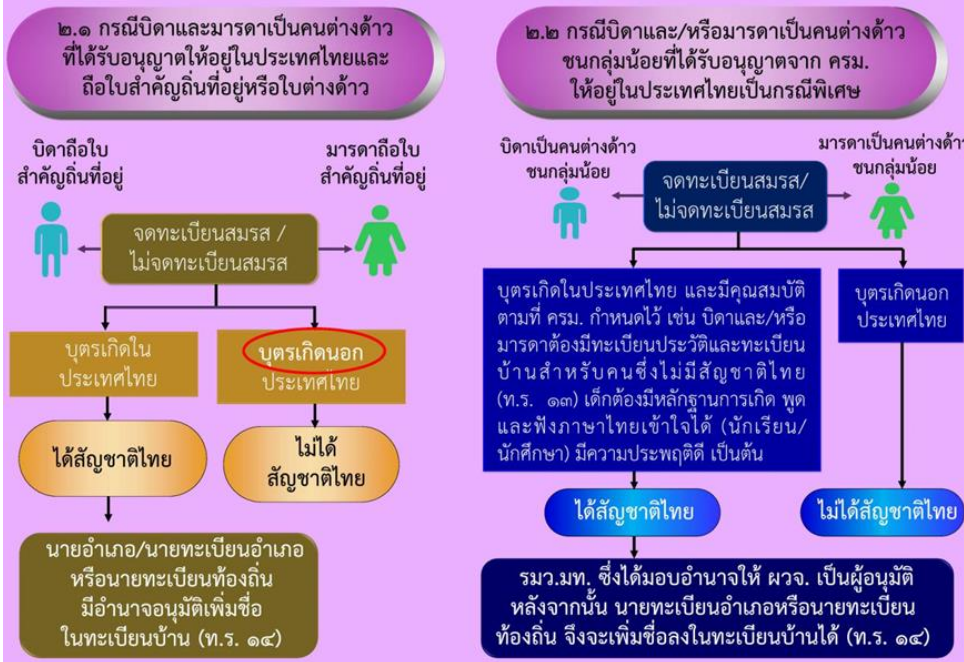 ๒.๑ กรณีบิดาและมารดาเป็นคนต่างด้าว
ที่ได้รับอนุญาตให้อยู่ในประเทศไทยและ
ถือใบสำคัญถิ่นที่อยู่หรือใบต่างด้าว
บิดาถือใบ
สำคัญถิ่นที่อยู่
มารดาถือใบ
สำคัญถิ่นที่อยู่
จดทะเบียนสมรส /
ไม่จดทะเบียนสมรส
บุตรเกิดใน
ประเทศไทย
บุตรเกิดนอก
ประเทศไทย
ได้สัญชาติไทย
ไม่ได้
สัญชาติไทย
นายอำเภอ/นายทะเบียนอำเภอ
หรือนายทะเบียนท้องถิ่น
มีอำนาจอนุมัติเพิ่มชื่อ
ในทะเบียนบ้าน (ท.ร. ๑๔)
๒.๒ กรณีบิดาและ/หรือมารดาเป็นคนต่างด้าว
ชนกลุ่มน้อยที่ได้รับอนุญาตจาก ครม.
ให้อยู่ในประเทศไทยเป็นกรณีพิเศษ
บิดาเป็นคนต่างด้าว
ชนกลุ่มน้อย
มารดาเป็นคนต่างด้าว
ชนกลุ่มน้อย
จดทะเบียนสมรส/
ไม่จดทะเบียนสมรส
บุตรเกิดในประเทศไทย และมีคุณสมบัติ
ตามที่ ครม. กำหนดไว้ เช่น บิดาและ/หรือ
มารดาต้องมีทะเบียนประวัติและทะเบียน
บ้านสำหรับคนซึ่งไม่มีสัญชาติไทย
(ท.ร. ๑๓) เด็กต้องมีหลักฐานการเกิด พูด
และฟังภาษาไทยเข้าใจได้ (นักเรียน/
นักศึกษา) มีความประพฤติดี เป็นต้น
บุตรเกิดนอก
ประเทศไทย
ได้สัญชาติไทย
ไม่ได้สัญชาติไทย
รมว.มท. ซึ่งได้มอบอำนาจให้ ผวจ. เป็นผู้อนุมัติ
หลังจากนั้น นายทะเบียนอำเภอหรือนายทะเบียน
ท้องถิ่น จึงจะเพิ่มชื่อลงในทะเบียนบ้านได้ (ท.ร. ๑๔)